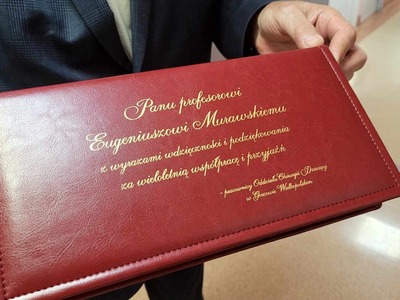 Panu profesorowi
Eugeniuszowi Murawskiemu
z wyrazami wdzięczności i podziękowania
za wieloletnią współpracę i przyjaźń
- pracownicy Oddziału Chirurgii Dziecięcej
w Gorzowie Wielkopolskim